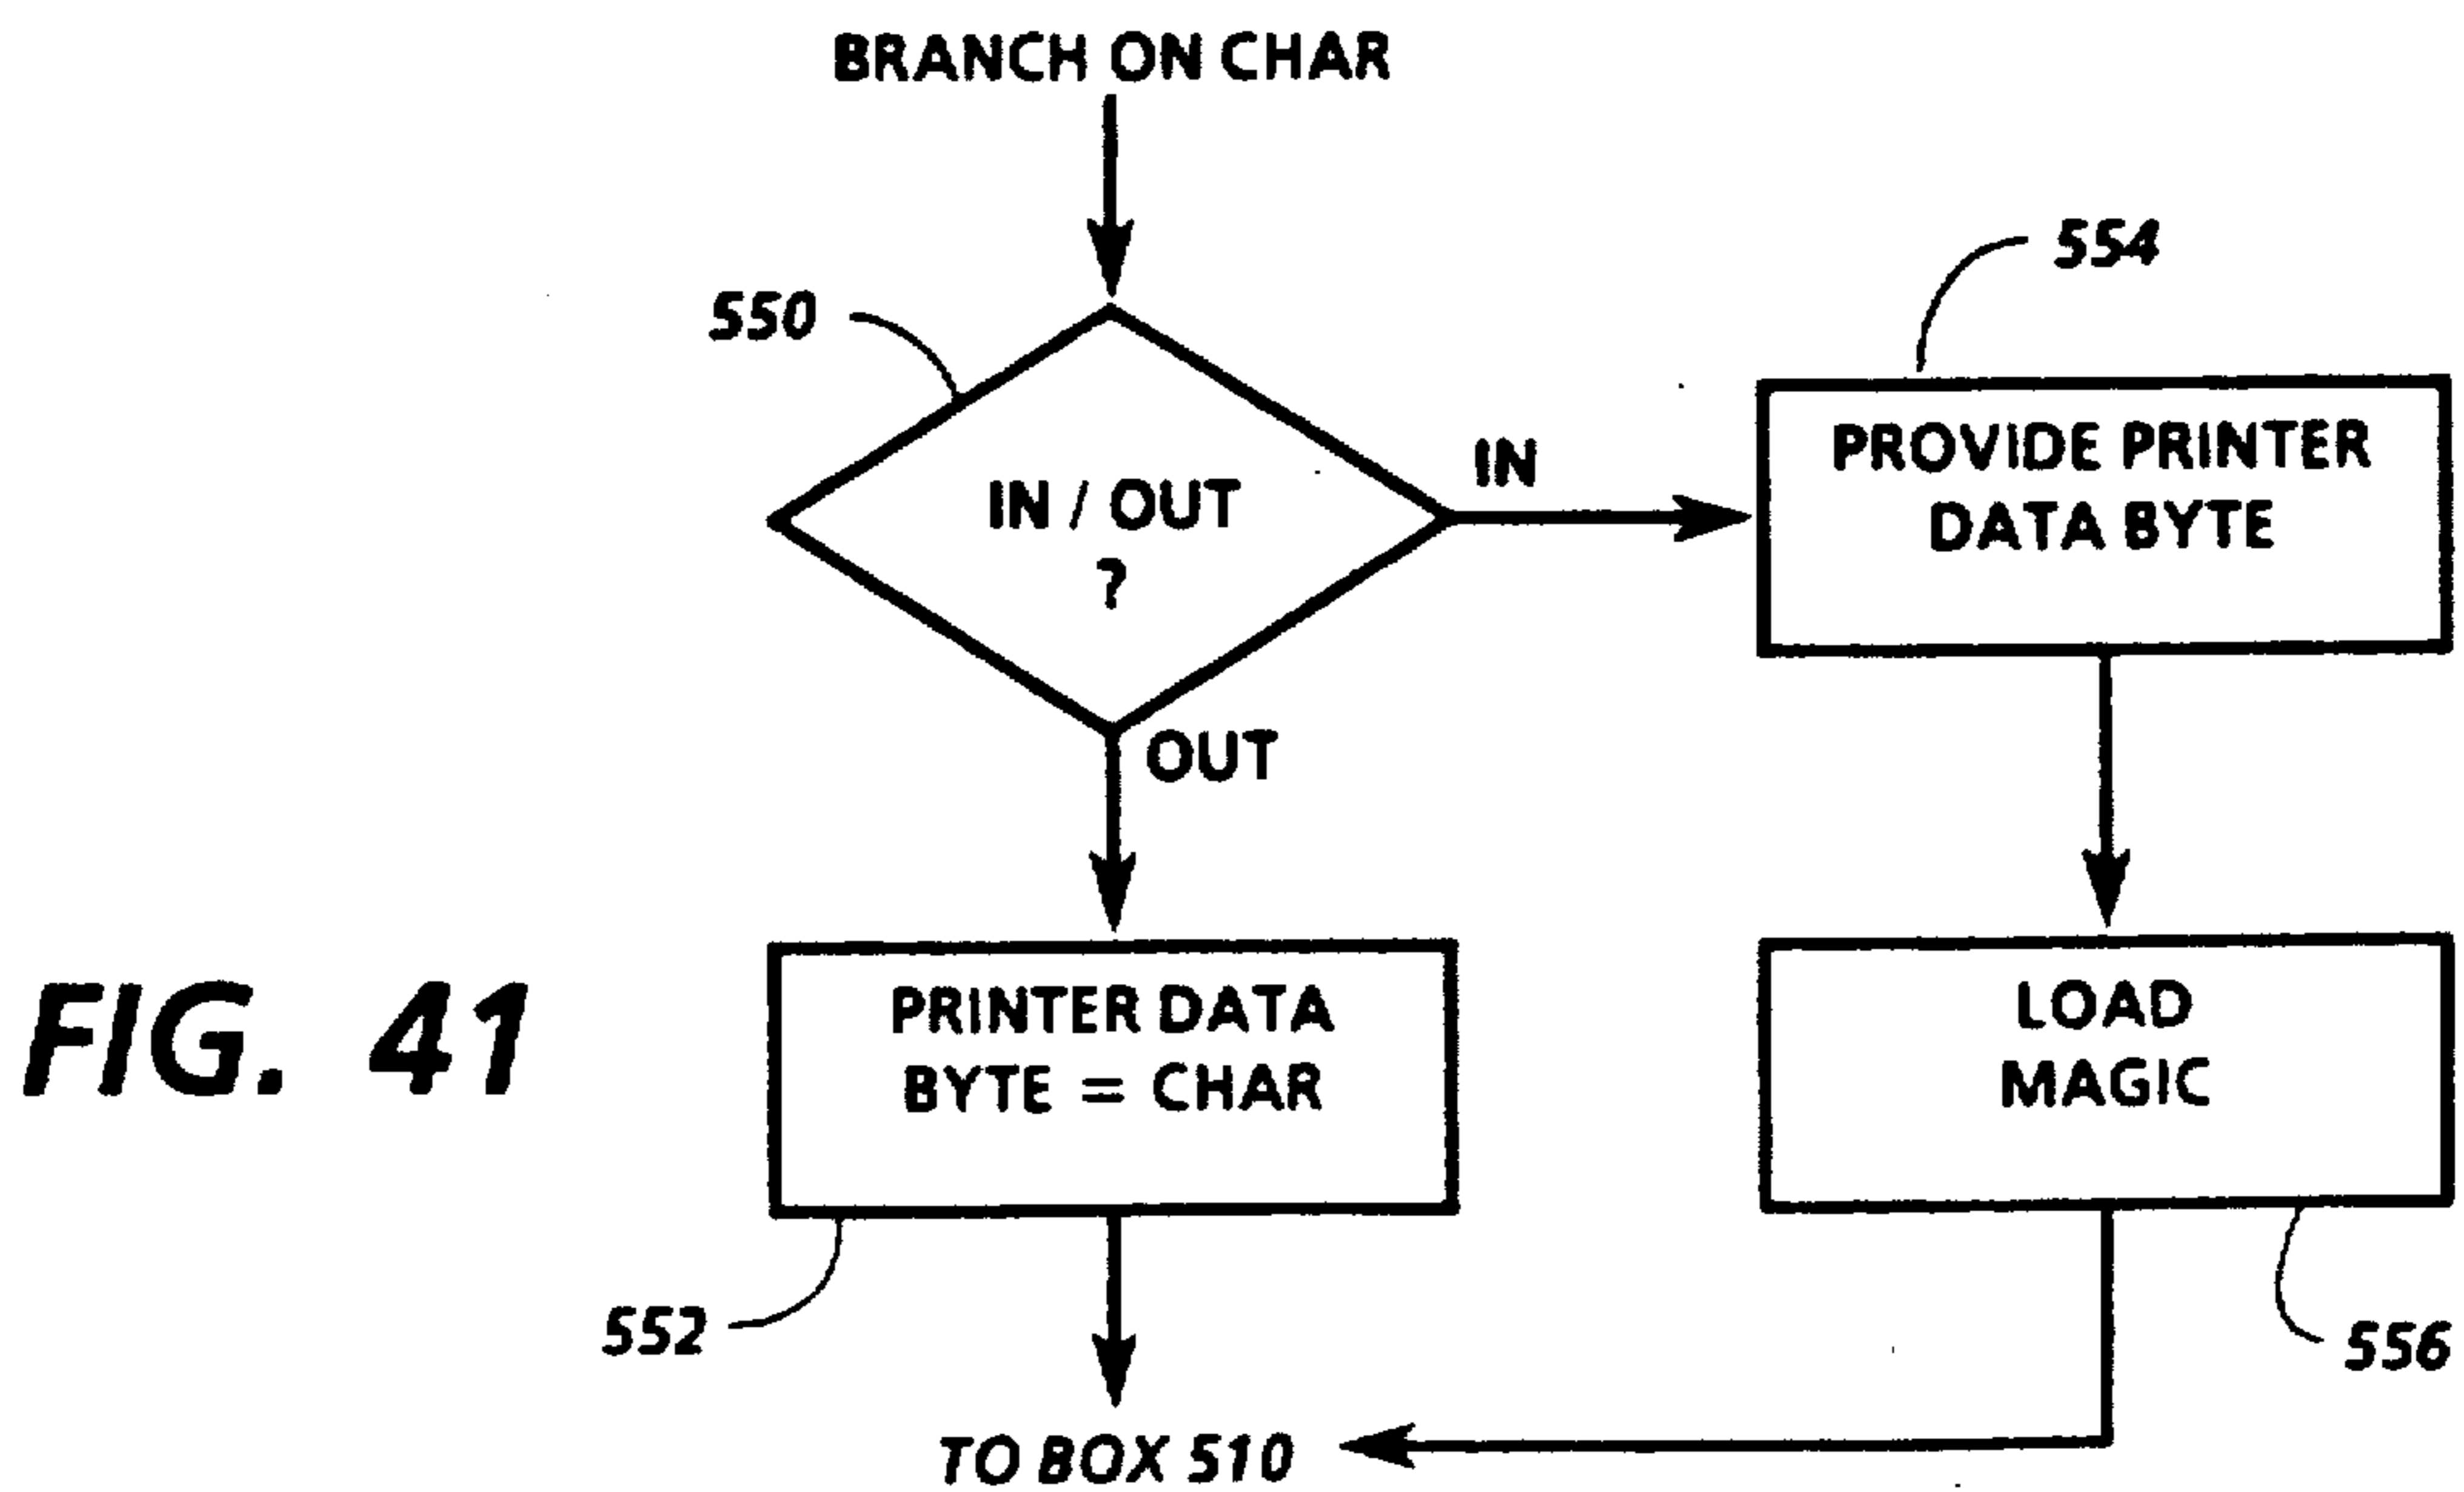 BRANCH ON CHAR
550
554
IN / OUT
?
IN
PROVIDE PRINTER
DATA BYTE
OUT
PRINTER DATA
BYTE = CHAR
LOAD
MAGIC
FIG. 41
552
556
TO BOX 510